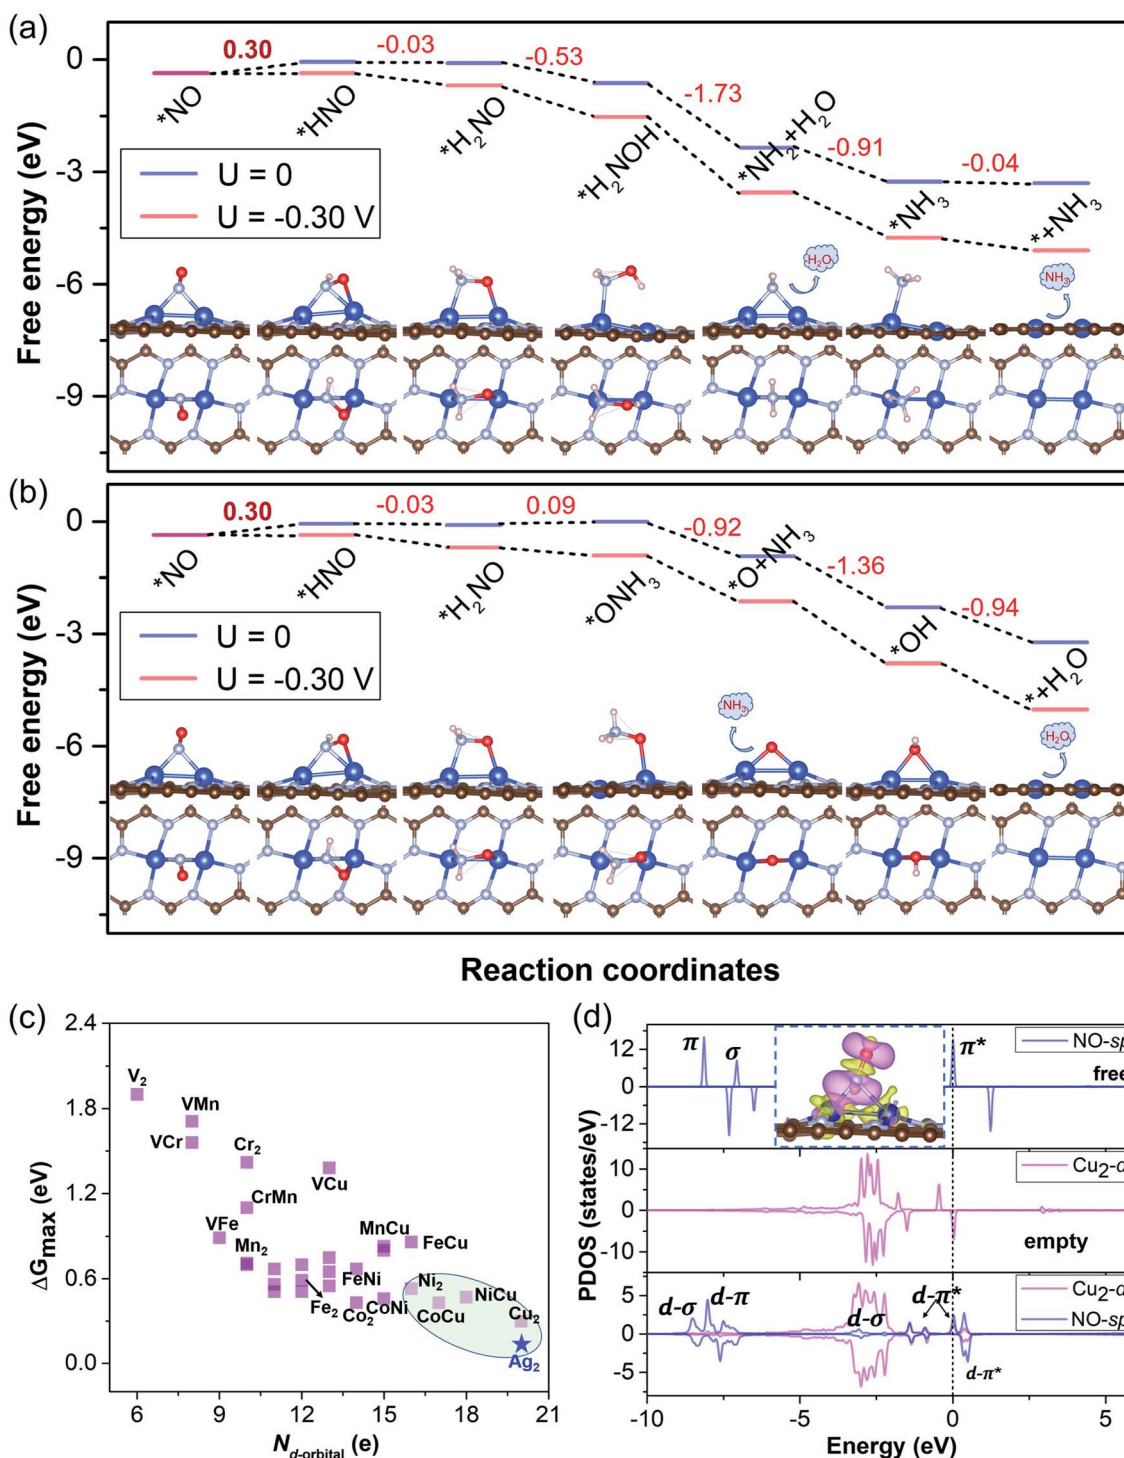 (a)
0
-3
-6
-9
Free energy (eV)
0.30
-0.03
-0.53
-1.73
-0.91
-0.04
*NO
*HNO
*H₂NO
*H₂NOH
*NH₂+H₂O
*NH₃
*+NH₃
U = 0
U = -0.30 V
H₂O
NH₃
(b)
0
-3
-6
-9
Free energy (eV)
0.30
-0.03
0.09
-0.92
-1.36
-0.94
*NO
*HNO
*H₂NO
*ONH₃
*O+NH₃
*OH
*+H₂O
U = 0
U = -0.30 V
NH₃
H₂O
Reaction coordinates
(c)
2.4
1.8
1.2
0.6
0.0
ΔGmax (eV)
V₂
VMn
VCr
Cr₂
VCu
CrMn
VFe
Mn₂
MnCu
FeCu
FeNi
Ni₂
NiCu
Fe₂
Co₂
CoNi
CoCu
Cu₂
Ag₂
6
9
12
15
18
21
Nd-orbital (e)
(d)
PDOS (states/eV)
12
0
-12
π
σ
π*
NO-sp
free
10
0
-10
Cu₂-d
empty
5
0
-5
d-σ
d-π
d-σ
d-π*
d-π*
Cu₂-d
NO-sp
-10
-5
0
5
Energy (eV)